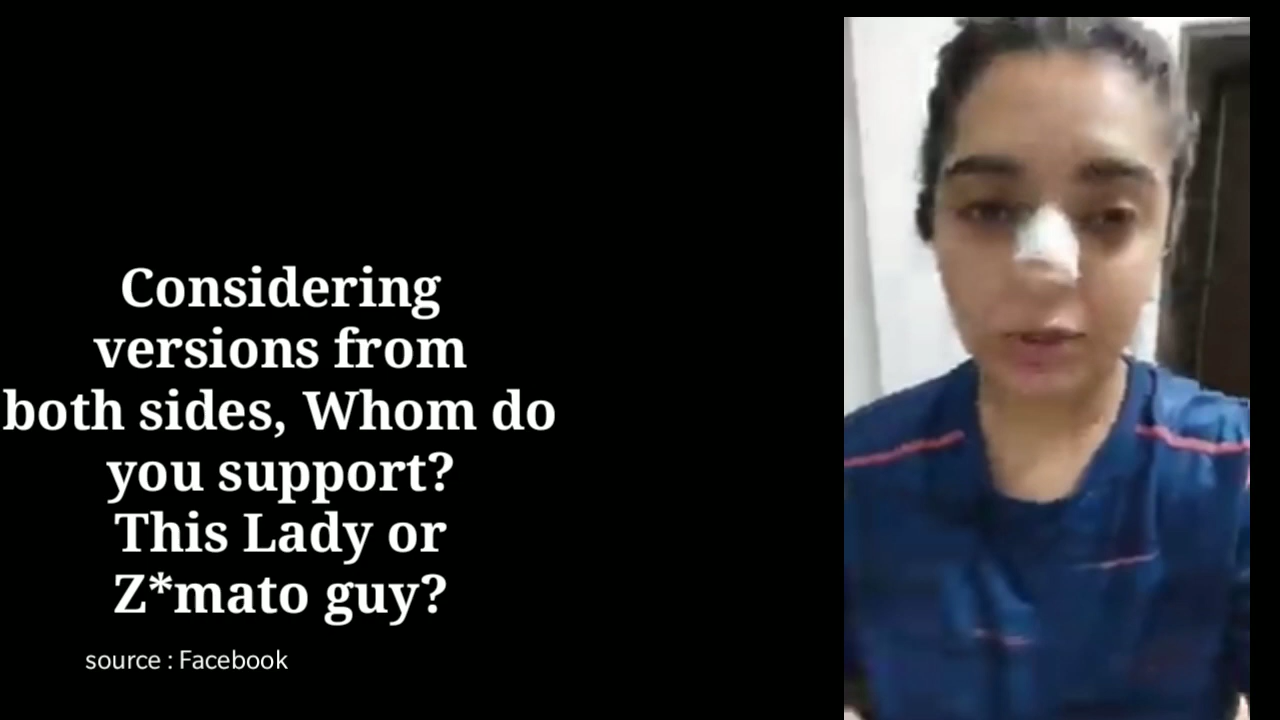 Considering
versions from
both sides, Whom do
you support?
This Lady or
Z*mato guy?
source : Facebook